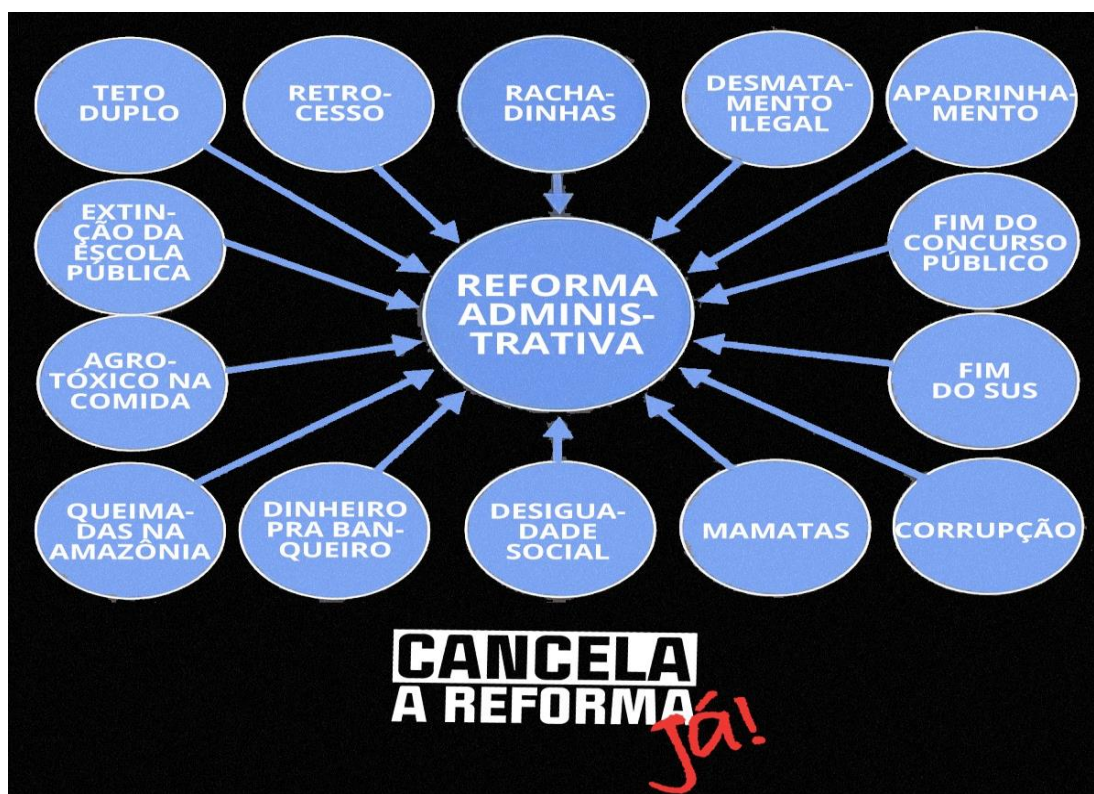 TETO
DUPLO
RETRO-
CESSO
RACHA-
DINHAS
DESMATA-
MENTO
ILEGAL
APADRINHA-
MENTO
EXTIN-
ÇÃO DA
ESCOLA
PÚBLICA
FIM DO
CONCURSO
PÚBLICO
REFORMA
ADMINIS-
TRATIVA
AGRO-
TÓXICO NA
COMIDA
FIM
DO SUS
QUEIMA-
DAS NA
AMAZÔNIA
DINHEIRO
PRA BAN-
QUEIRO
DESIGUA-
DADE
SOCIAL
MAMATAS
CORRUPÇÃO
CANCELA
A REFORMA
Já!